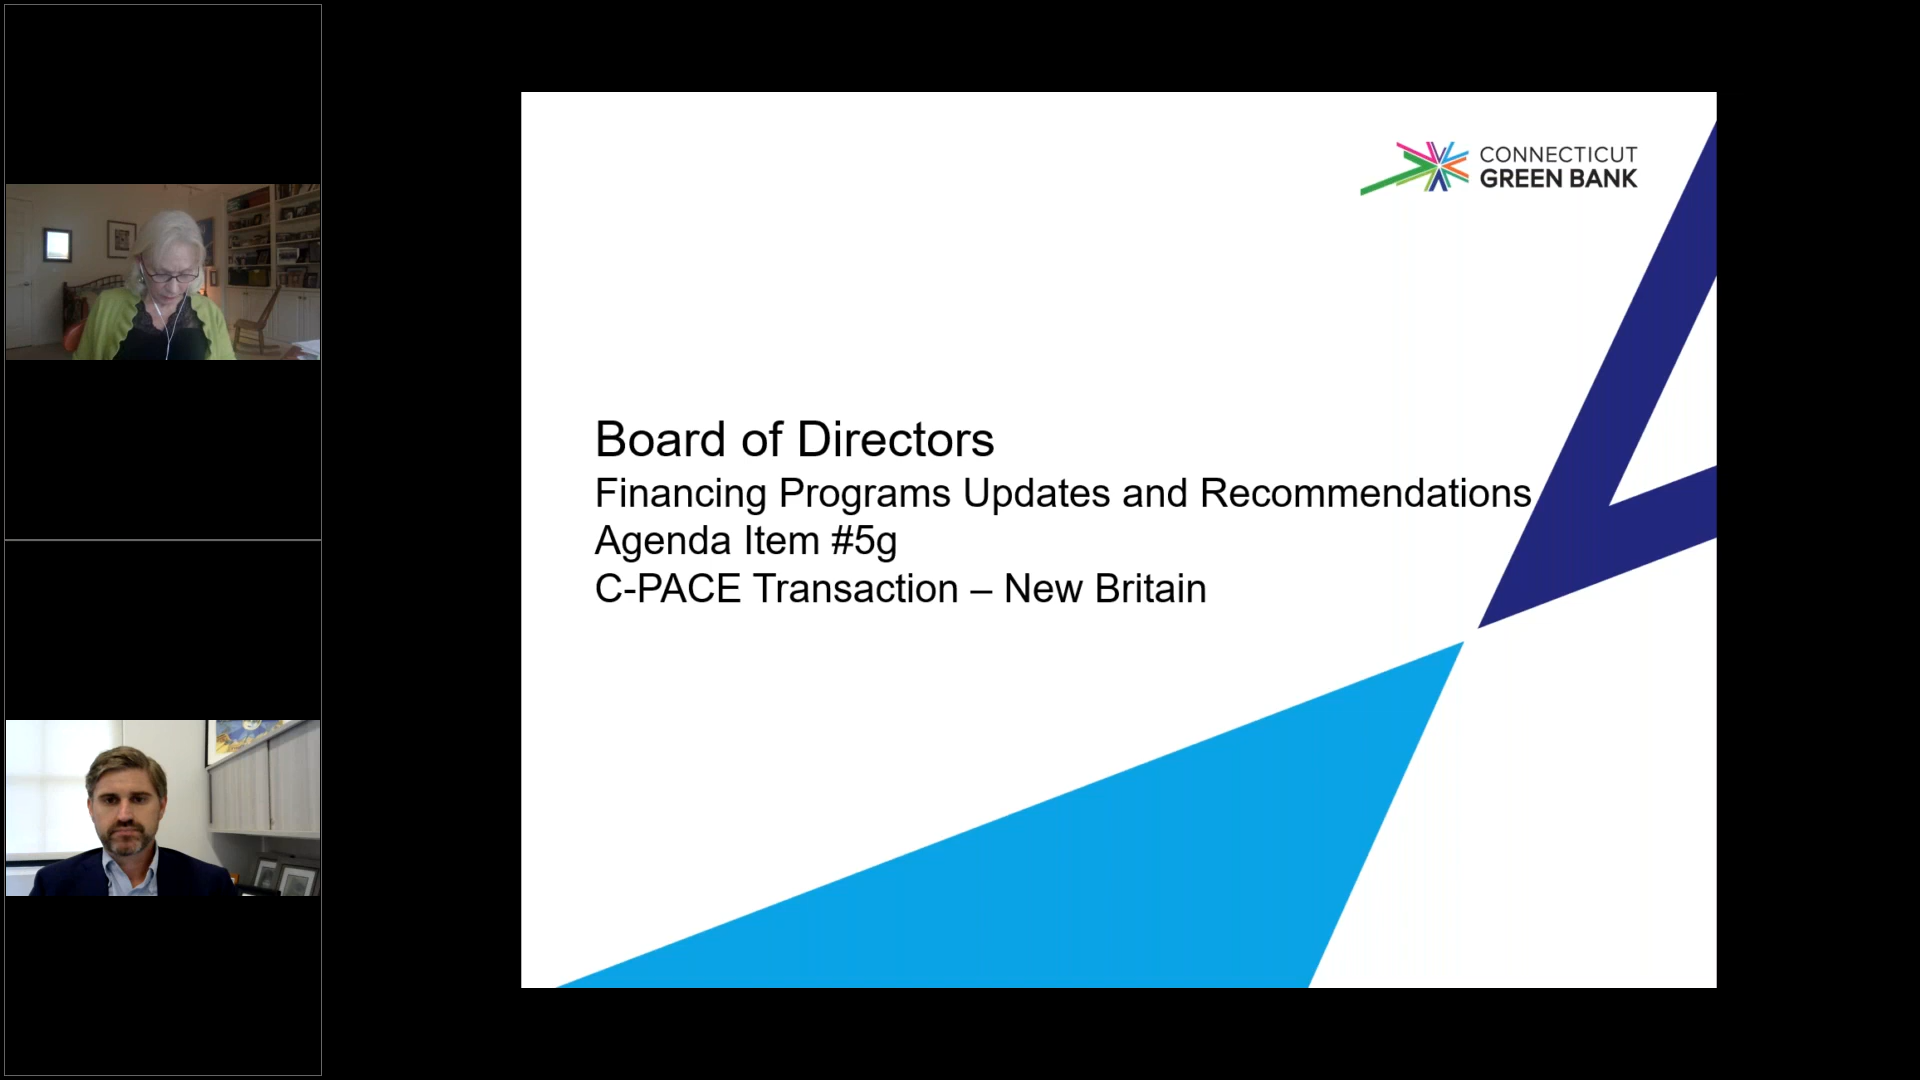 CONNECTICUT
GREEN BANK
Board of Directors
Financing Programs Updates and Recommendations
Agenda Item #5g
C-PACE Transaction – New Britain